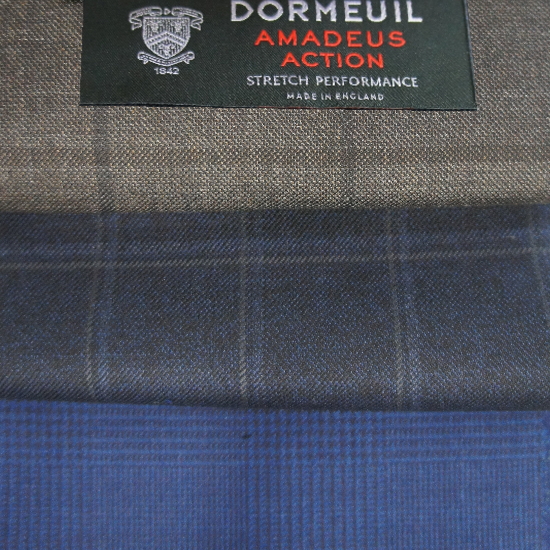 DORMEUIL
AMADEUS
ACTION
1842
STRETCH PERFORMANCE
MADE IN ENGLAND